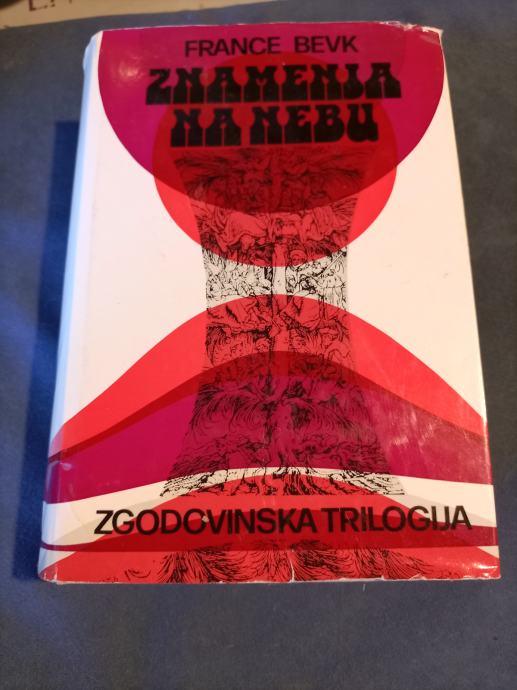 FRANCE BEVK
ZNAMENJA
NA NEBU
ZGODOVINSKA TRILOGIJA